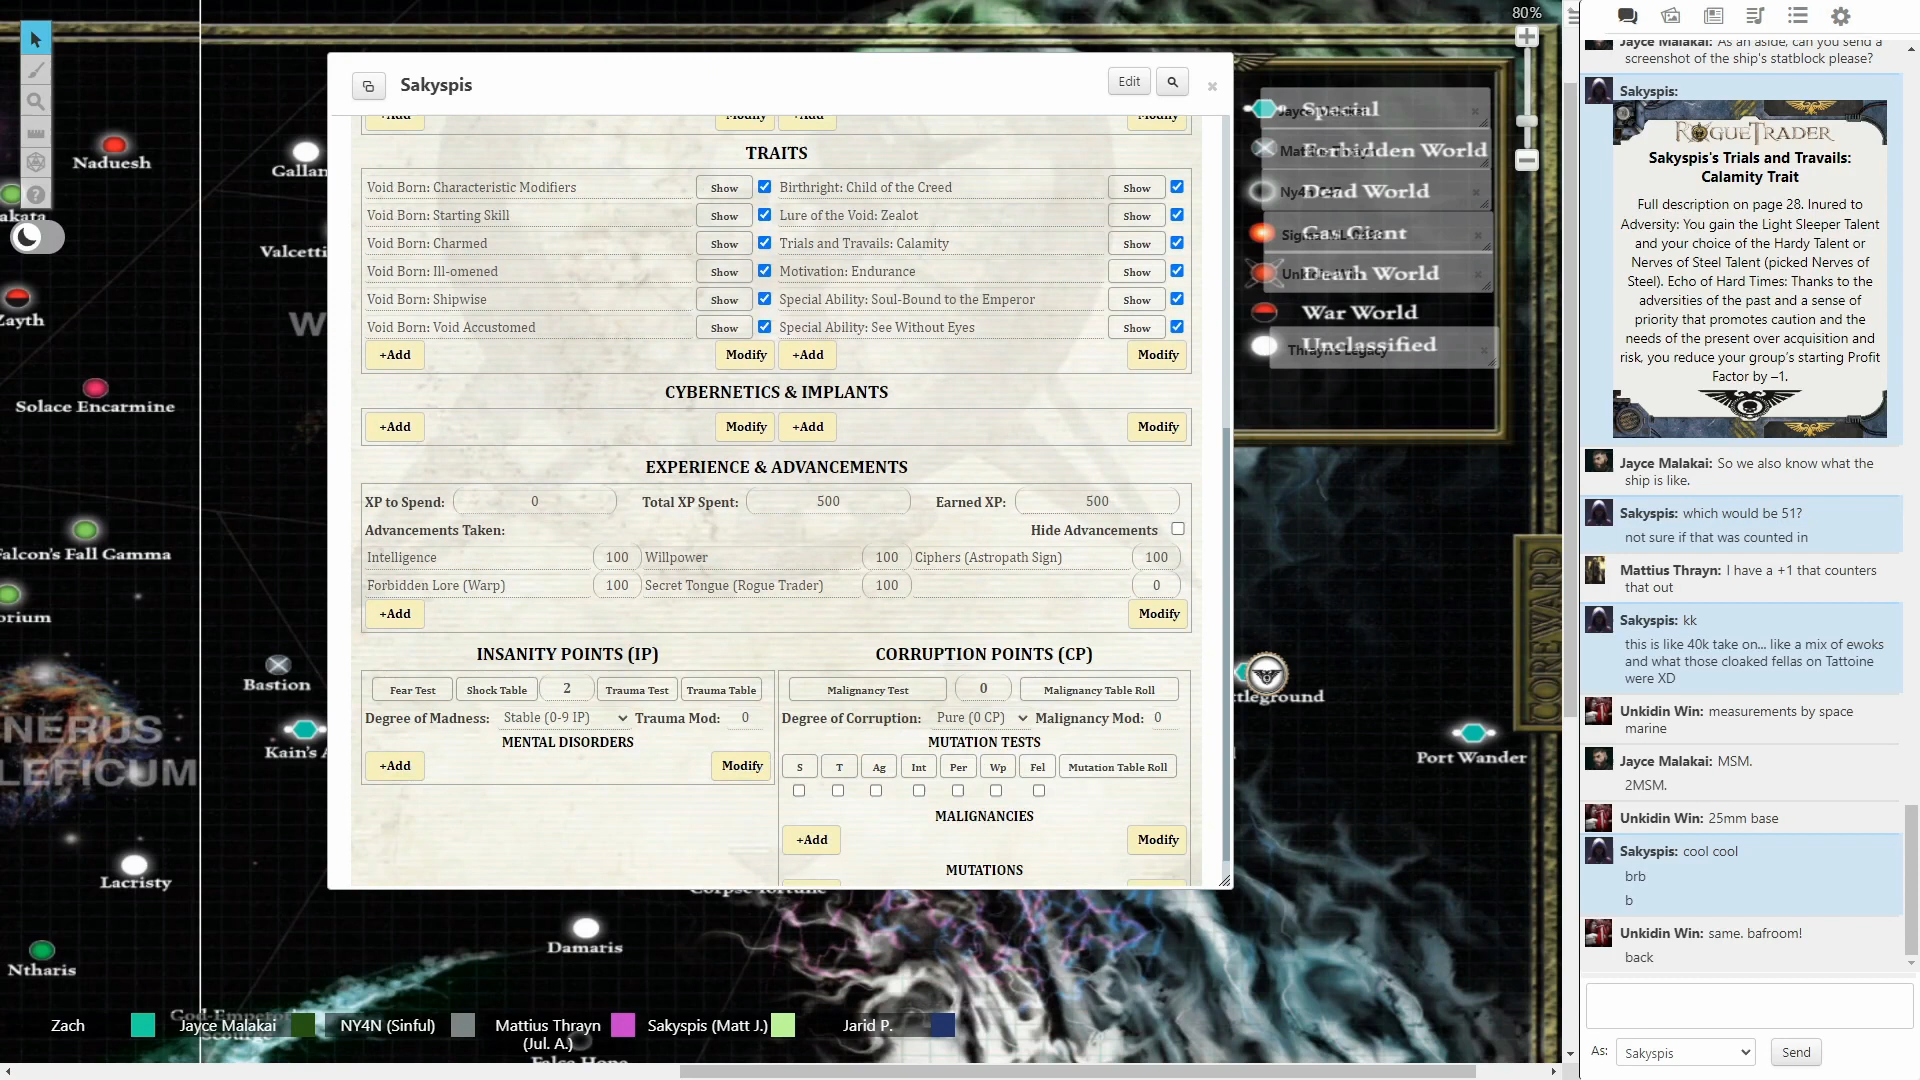 80%
Naduesh
Gallan
akata
Valcetti
Zayth
Solace Encarmine
Falcon's Fall Gamma
orium
Bastion
NERUS
LEFICUM
Kain's A
Lacristy
Ntharis
Damaris
Port Wander
ttleground
COREWARD
Sakyspis
Edit
+Add Modify +Add Modify
TRAITS
Void Born: Characteristic Modifiers Show Birthright: Child of the Creed Show
Void Born: Starting Skill Show Lure of the Void: Zealot Show
Void Born: Charmed Show Trials and Travails: Calamity Show
Void Born: Ill-omened Show Motivation: Endurance Show
Void Born: Shipwise Show Special Ability: Soul-Bound to the Emperor Show
Void Born: Void Accustomed Show Special Ability: See Without Eyes Show
+Add Modify +Add Modify
CYBERNETICS & IMPLANTS
+Add Modify +Add Modify
EXPERIENCE & ADVANCEMENTS
XP to Spend: 0 Total XP Spent: 500 Earned XP: 500
Advancements Taken: Hide Advancements
Intelligence 100 Willpower 100 Ciphers (Astropath Sign) 100
Forbidden Lore (Warp) 100 Secret Tongue (Rogue Trader) 100 0
+Add Modify
INSANITY POINTS (IP) CORRUPTION POINTS (CP)
Fear Test Shock Table 2 Trauma Test Trauma Table Malignancy Test 0 Malignancy Table Roll
Degree of Madness: Stable (0-9 IP) Trauma Mod: 0 Degree of Corruption: Pure (0 CP) Malignancy Mod: 0
MENTAL DISORDERS MUTATION TESTS
+Add Modify S T Ag Int Per Wp Fel Mutation Table Roll
MALIGNANCIES
+Add Modify
MUTATIONS
Special
Forbidden World
Dead World
Gas Giant
Death World
War World
Unclassified
Thrayn's Legacy
Zach
Jayce Malakai
NY4N (Sinful)
Mattius Thrayn
(Jul. A.)
Sakyspis (Matt J.)
Jarid P.
False Hope
Jayce Malakai: As an aside, can you send a
screenshot of the ship's statblock please?
Sakyspis:
ROGUE TRADER
Sakyspis's Trials and Travails:
Calamity Trait
Full description on page 28. Inured to
Adversity: You gain the Light Sleeper Talent
and your choice of the Hardy Talent or
Nerves of Steel Talent (picked Nerves of
Steel). Echo of Hard Times: Thanks to the
adversities of the past and a sense of
priority that promotes caution and the
needs of the present over acquisition and
risk, you reduce your group's starting Profit
Factor by –1.
Jayce Malakai: So we also know what the
ship is like.
Sakyspis: which would be 51?
not sure if that was counted in
Mattius Thrayn: I have a +1 that counters
that out
Sakyspis: kk
this is like 40k take on... like a mix of ewoks
and what those cloaked fellas on Tattoine
were XD
Unkidin Win: measurements by space
marine
Jayce Malakai: MSM.
2MSM.
Unkidin Win: 25mm base
Sakyspis: cool cool
brb
b
Unkidin Win: same. bafroom!
back
As: Sakyspis Send